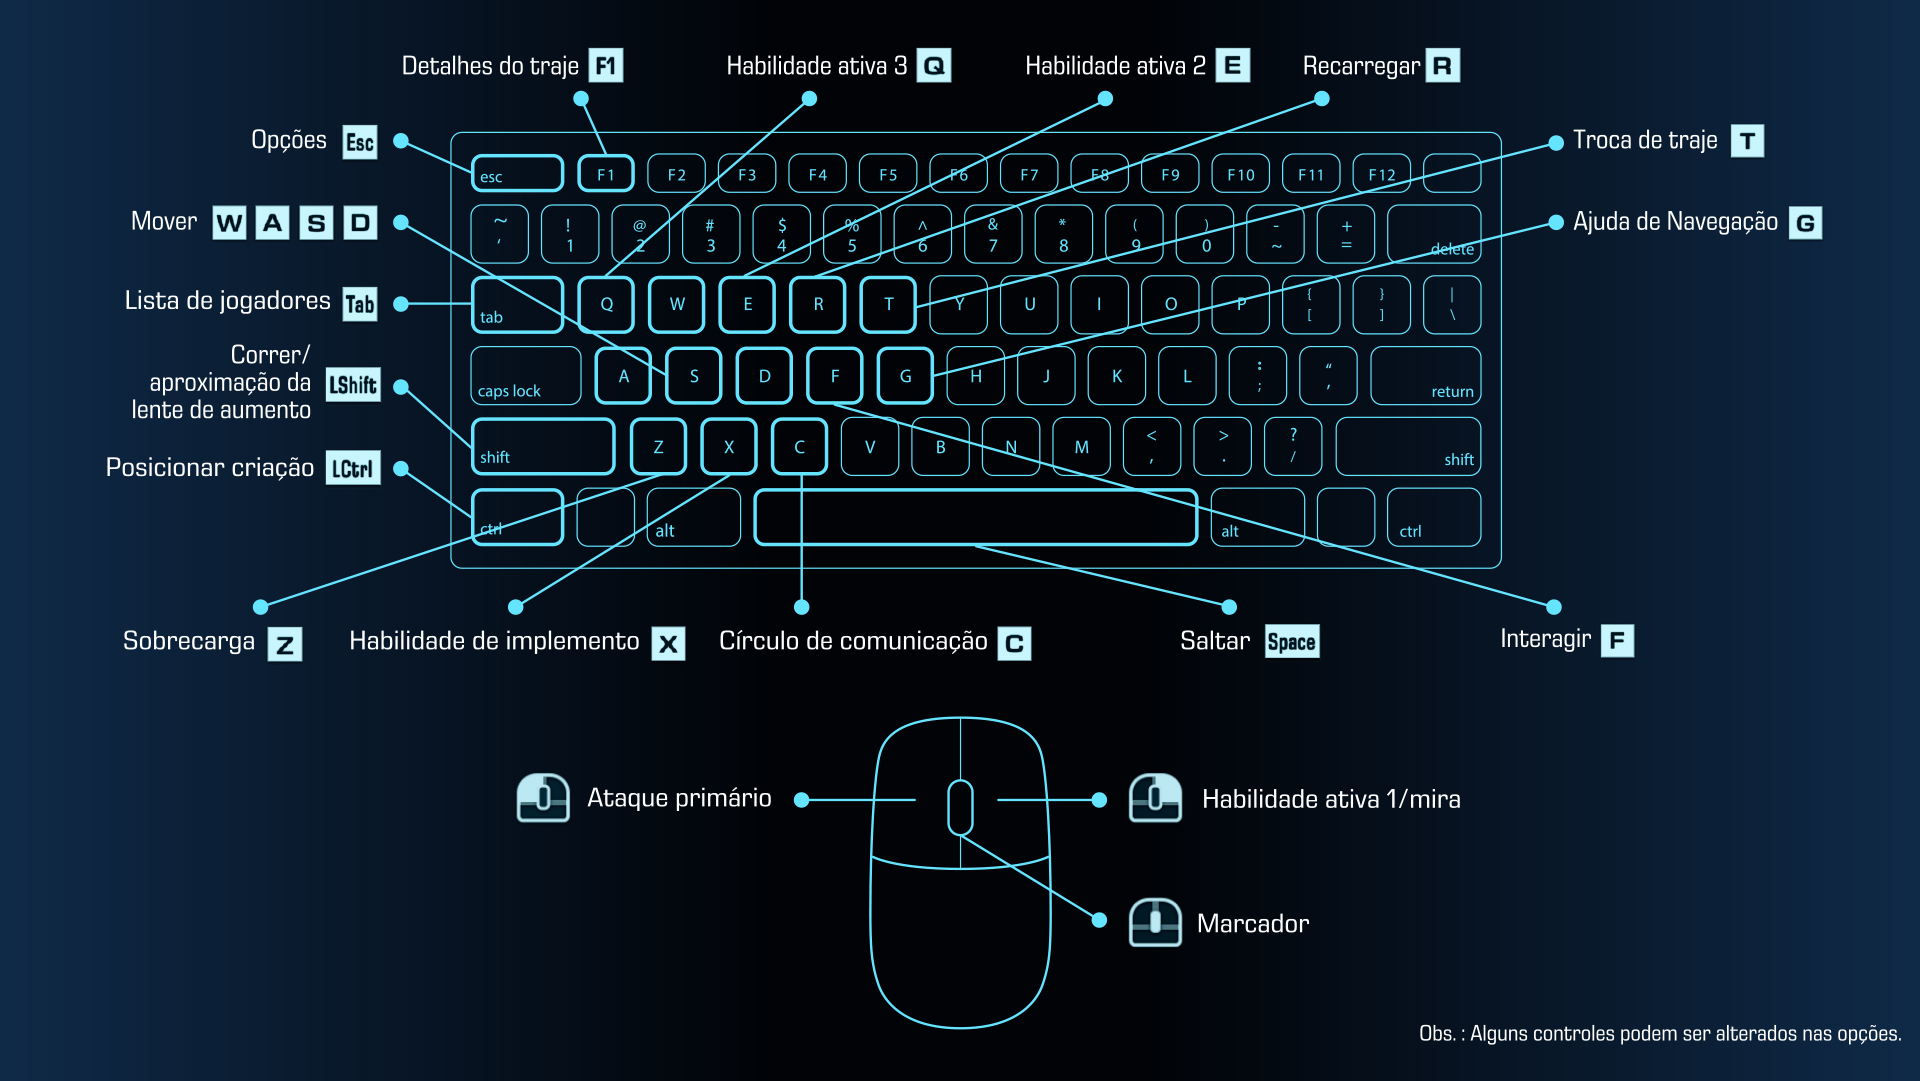 Detalhes do traje F1
Habilidade ativa 3 Q
Habilidade ativa 2 E
Recarregar R
Opções Esc
Troca de traje T
Mover W A S D
Ajuda de Navegação G
Lista de jogadores Tab
Correr/
aproximação da
lente de aumento
LShift
Posicionar criação LCtrl
esc F1 F2 F3 F4 F5 F6 F7 F8 F9 F10 F11 F12
~ ! @ # $ % ^ & * ( ) - +
‘ 1 2 3 4 5 6 7 8 9 0 ~ = delete
tab Q W E R T Y U I O P { [ } ] | \
caps lock A S D F G H J K L : ; “ ‚ return
shift Z X C V B N M < , > . ? / shift
ctrl alt alt ctrl
Sobrecarga Z
Habilidade de implemento X
Círculo de comunicação C
Saltar Space
Interagir F
Ataque primário
Habilidade ativa 1/mira
Marcador
Obs. : Alguns controles podem ser alterados nas opções.